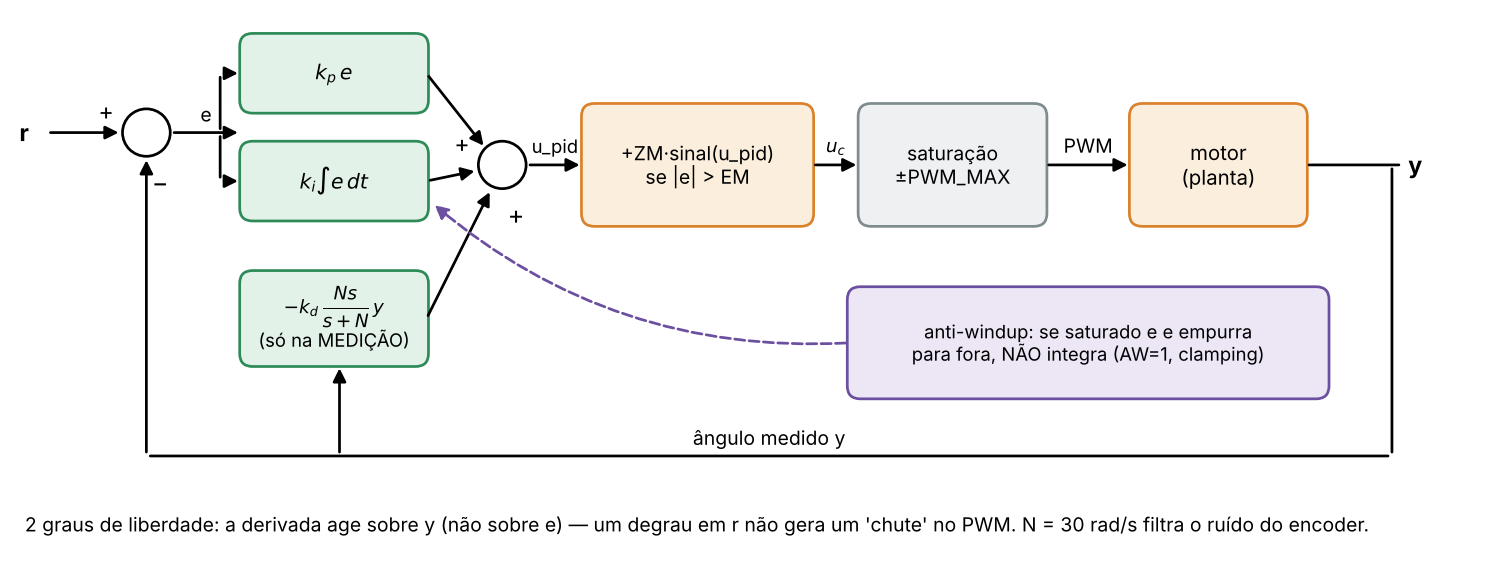 r
+
−
e
k_p e
k_i∫e dt
−k_d Ns/(s + N) y
(só na MEDIÇÃO)
+
+
u_pid
+ZM·sinal(u_pid)
se |e| > EM
u_c
saturação
±PWM_MAX
PWM
motor
(planta)
y
anti-windup: se saturado e e empurra
para fora, NÃO integra (AW=1, clamping)
ângulo medido y
2 graus de liberdade: a derivada age sobre y (não sobre e) — um degrau em r não gera um 'chute' no PWM. N = 30 rad/s filtra o ruído do encoder.